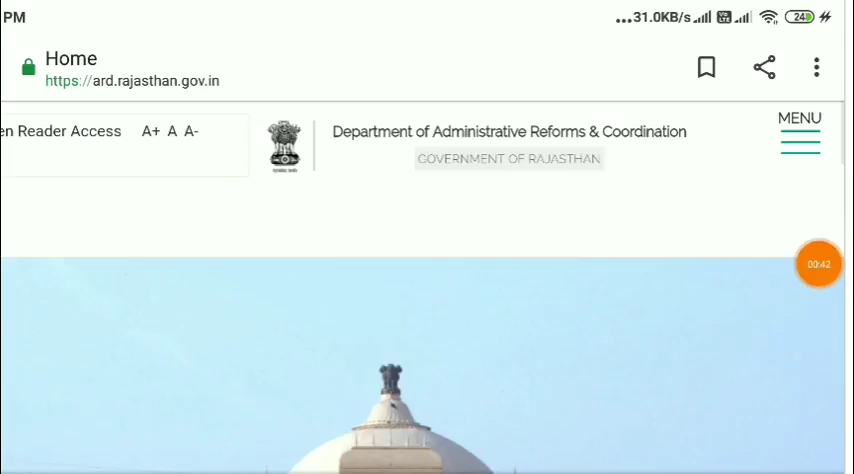 PM
...31.0KB/s
24
Home
https://ard.rajasthan.gov.in
en Reader Access A+ A A-
Department of Administrative Reforms & Coordination
GOVERNMENT OF RAJASTHAN
MENU
00:42